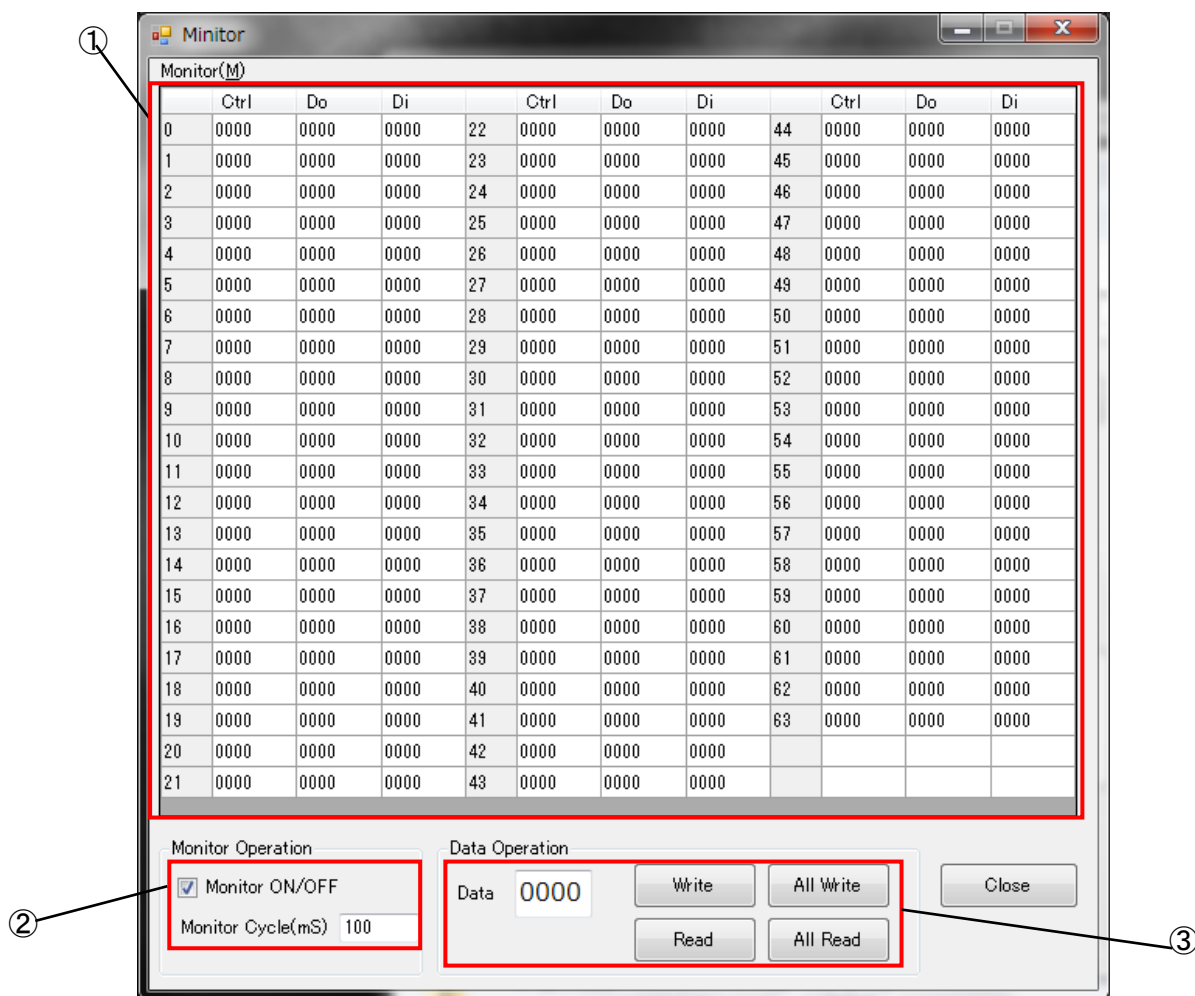 ①
Minitor
Monitor(M)
Ctrl Do Di Ctrl Do Di Ctrl Do Di
0 0000 0000 0000 22 0000 0000 0000 44 0000 0000 0000
1 0000 0000 0000 23 0000 0000 0000 45 0000 0000 0000
2 0000 0000 0000 24 0000 0000 0000 46 0000 0000 0000
3 0000 0000 0000 25 0000 0000 0000 47 0000 0000 0000
4 0000 0000 0000 26 0000 0000 0000 48 0000 0000 0000
5 0000 0000 0000 27 0000 0000 0000 49 0000 0000 0000
6 0000 0000 0000 28 0000 0000 0000 50 0000 0000 0000
7 0000 0000 0000 29 0000 0000 0000 51 0000 0000 0000
8 0000 0000 0000 30 0000 0000 0000 52 0000 0000 0000
9 0000 0000 0000 31 0000 0000 0000 53 0000 0000 0000
10 0000 0000 0000 32 0000 0000 0000 54 0000 0000 0000
11 0000 0000 0000 33 0000 0000 0000 55 0000 0000 0000
12 0000 0000 0000 34 0000 0000 0000 56 0000 0000 0000
13 0000 0000 0000 35 0000 0000 0000 57 0000 0000 0000
14 0000 0000 0000 36 0000 0000 0000 58 0000 0000 0000
15 0000 0000 0000 37 0000 0000 0000 59 0000 0000 0000
16 0000 0000 0000 38 0000 0000 0000 60 0000 0000 0000
17 0000 0000 0000 39 0000 0000 0000 61 0000 0000 0000
18 0000 0000 0000 40 0000 0000 0000 62 0000 0000 0000
19 0000 0000 0000 41 0000 0000 0000 63 0000 0000 0000
20 0000 0000 0000 42 0000 0000 0000
21 0000 0000 0000 43 0000 0000 0000
Monitor Operation
Monitor ON/OFF
Monitor Cycle(mS) 100
②
Data Operation
Data 0000 Write All Write
Read All Read
Close
③